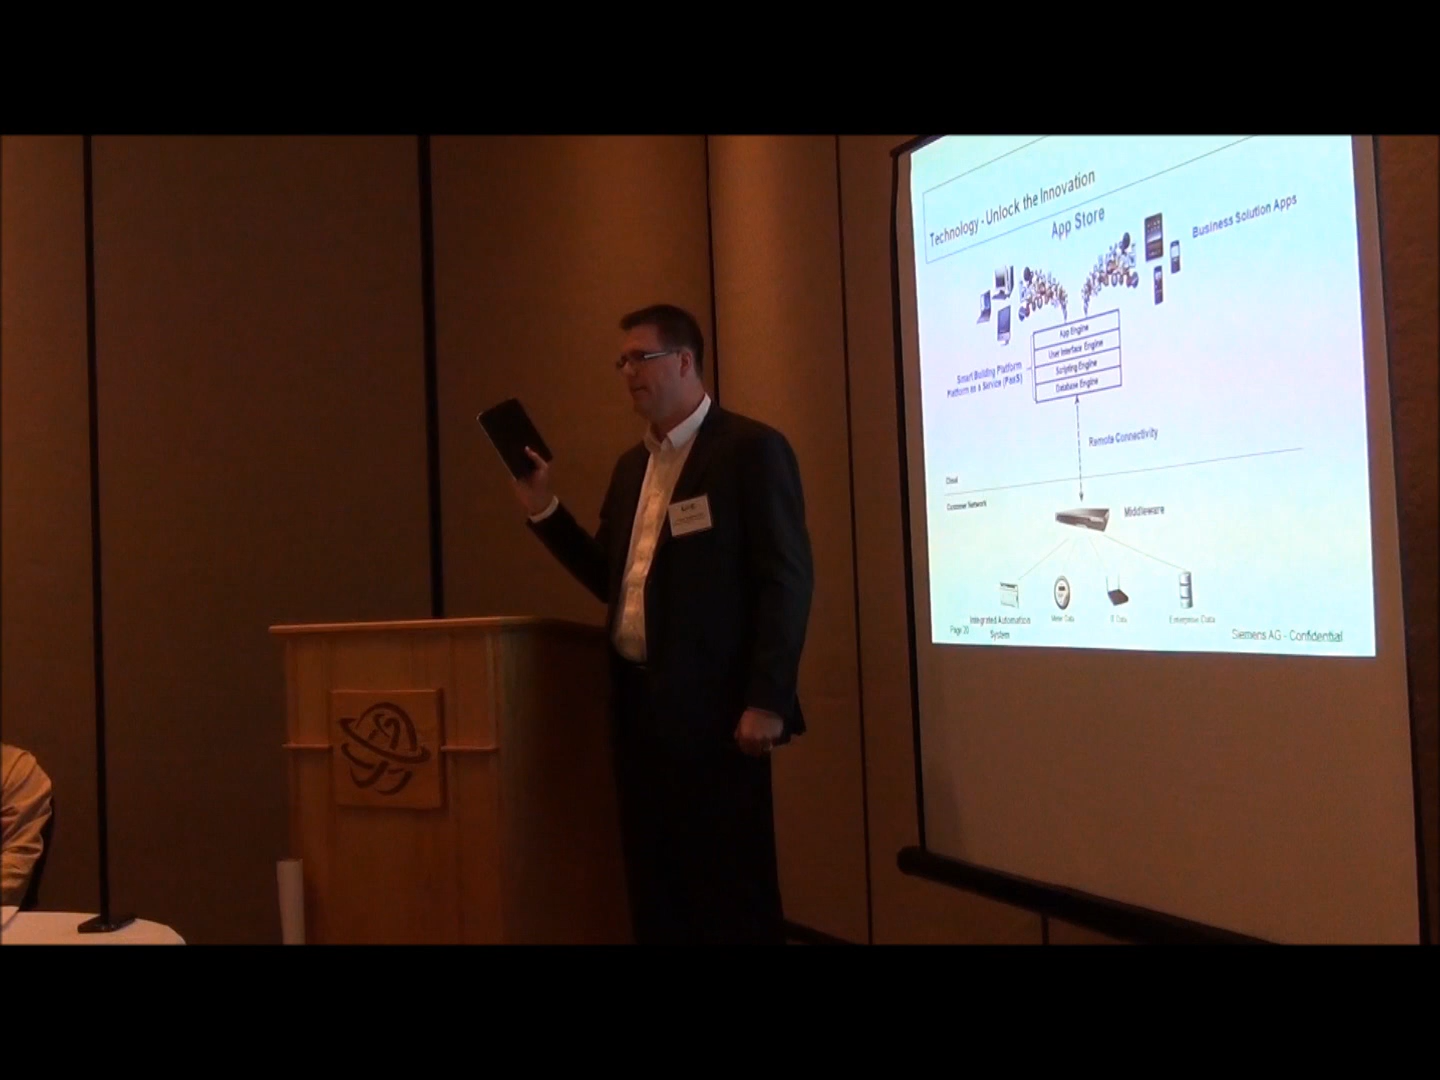 Technology - Unlock the Innovation
App Store
Business Solution Apps
App Engine
User Interface Engine
Scripting Engine
Database Engine
Smart Building Platform
Platform as a Service (PaaS)
Remote Connectivity
Cloud
Customer Network
Middleware
Integrated Automation
System
Meter Data
IT Data
Enterprise Data
Page 20
Siemens AG - Confidential